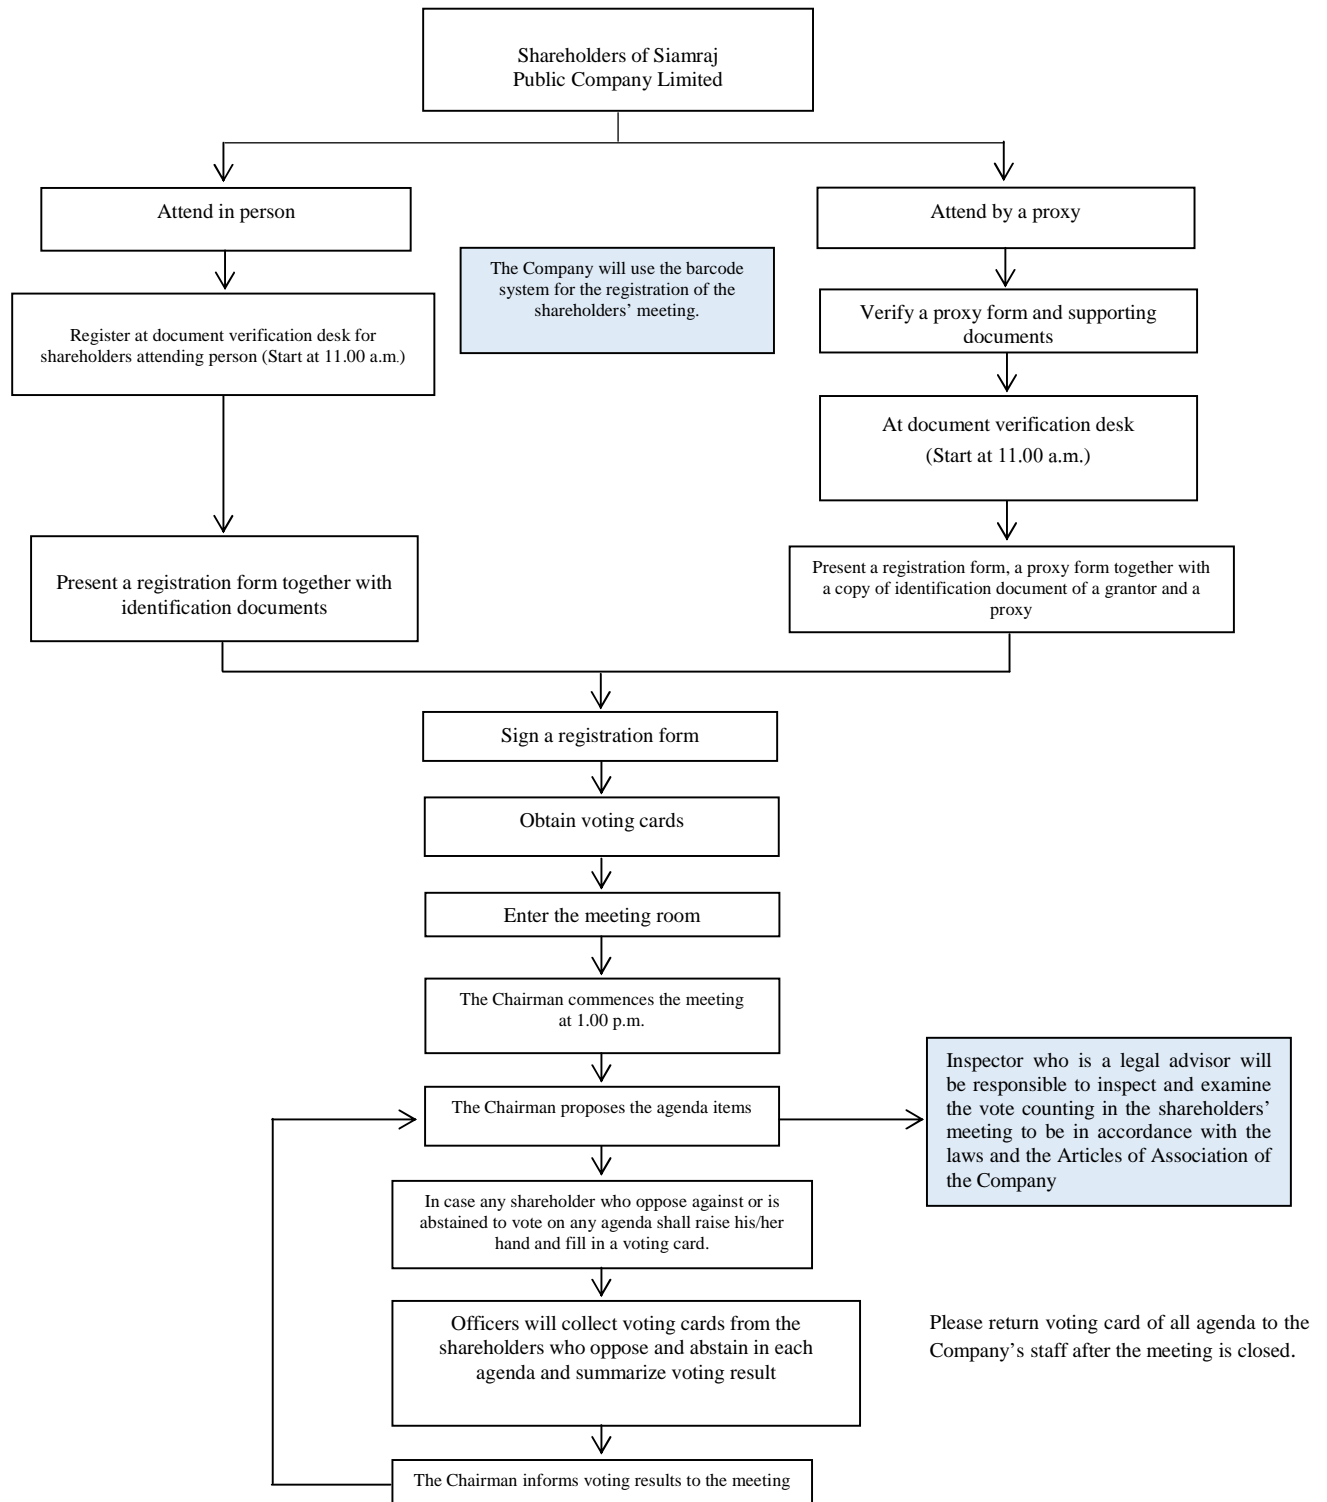 Shareholders of Siamraj
Public Company Limited
Attend in person
Attend by a proxy
The Company will use the barcode
system for the registration of the
shareholders’ meeting.
Register at document verification desk for
shareholders attending person (Start at 11.00 a.m.)
Verify a proxy form and supporting
documents
At document verification desk
(Start at 11.00 a.m.)
Present a registration form together with
identification documents
Present a registration form, a proxy form together with
a copy of identification document of a grantor and a
proxy
Sign a registration form
Obtain voting cards
Enter the meeting room
The Chairman commences the meeting
at 1.00 p.m.
The Chairman proposes the agenda items
Inspector who is a legal advisor will
be responsible to inspect and examine
the vote counting in the shareholders’
meeting to be in accordance with the
laws and the Articles of Association of
the Company
In case any shareholder who oppose against or is
abstained to vote on any agenda shall raise his/her
hand and fill in a voting card.
Officers will collect voting cards from the
shareholders who oppose and abstain in each
agenda and summarize voting result
Please return voting card of all agenda to the
Company’s staff after the meeting is closed.
The Chairman informs voting results to the meeting